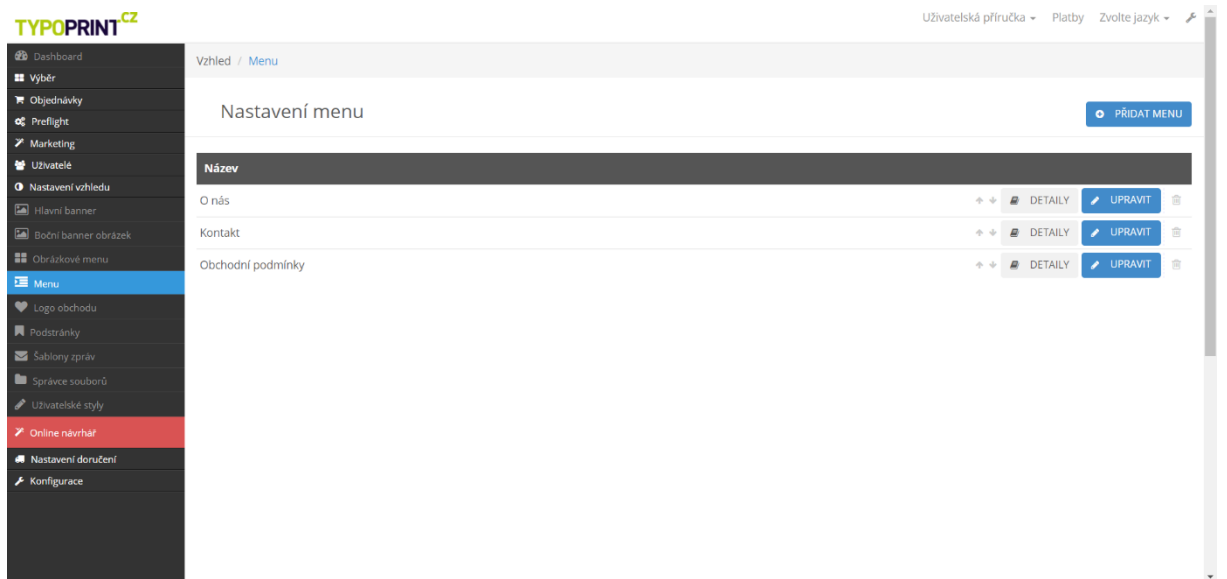 TYPOPRINT.CZ
Uživatelská příručka Platby Zvolte jazyk
Dashboard
Výběr
Objednávky
Preflight
Marketing
Uživatelé
Nastavení vzhledu
Hlavní banner
Boční banner obrázek
Obrázkové menu
Menu
Logo obchodu
Podstránky
Šablony zpráv
Správce souborů
Uživatelské styly
Online návrhář
Nastavení doručení
Konfigurace
Vzhled / Menu
Nastavení menu
PŘIDAT MENU
Název
O nás DETAILY UPRAVIT
Kontakt DETAILY UPRAVIT
Obchodní podmínky DETAILY UPRAVIT